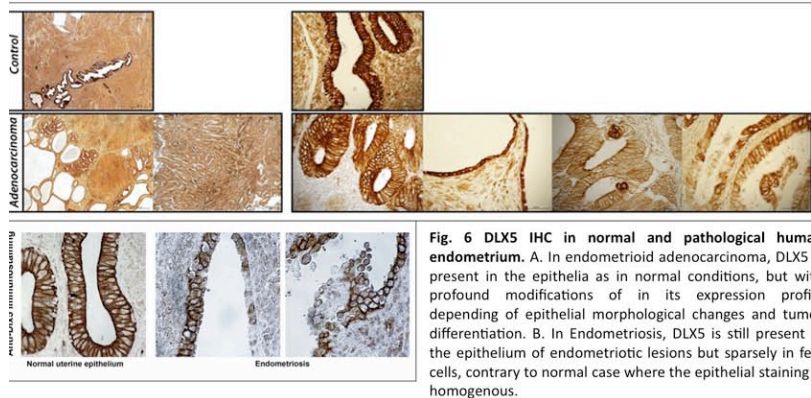 Control
Adenocarcinoma
Normal uterine epithelium
Endometriosis
Fig. 6 DLX5 IHC in normal and pathological huma
endometrium. A. In endometrioid adenocarcinoma, DLX5
present in the epithelia as in normal conditions, but wit
profound modifications of in its expression profi
depending of epithelial morphological changes and tum
differentiation. B. In Endometriosis, DLX5 is still present
the epithelium of endometriotic lesions but sparsely in fe
cells, contrary to normal case where the epithelial staining
homogenous.